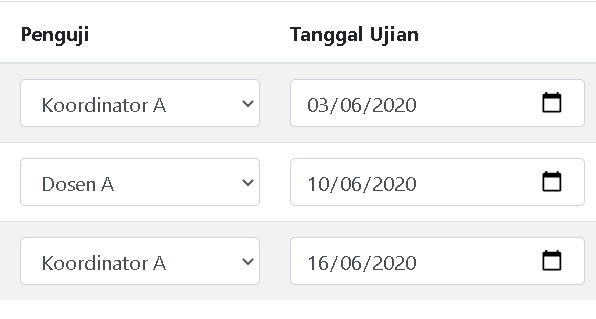 Penguji Tanggal Ujian
Koordinator A 03/06/2020
Dosen A 10/06/2020
Koordinator A 16/06/2020